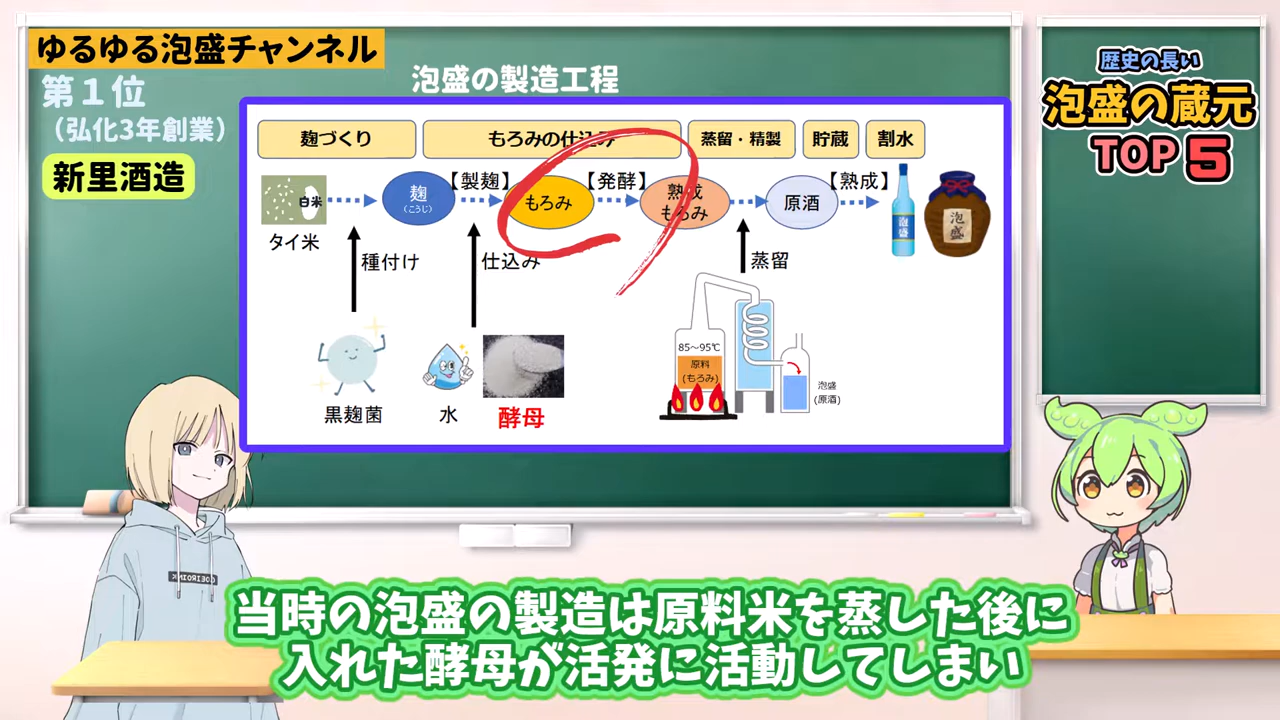 ゆるゆる泡盛チャンネル
第1位
（弘化3年創業）
新里酒造
泡盛の製造工程
歴史の長い
泡盛の蔵元
TOP5
麹づくり
もろみの仕込み
蒸留・精製
貯蔵
割水
白米
タイ米
麹
（こうじ）
【製麹】
もろみ
【発酵】
熟成
もろみ
原酒
【熟成】
泡盛
泡盛
種付け
仕込み
蒸留
黒麹菌
水
酵母
85～95℃
原料
(もろみ)
泡盛
(原酒)
当時の泡盛の製造は原料米を蒸した後に
入れた酵母が活発に活動してしまい